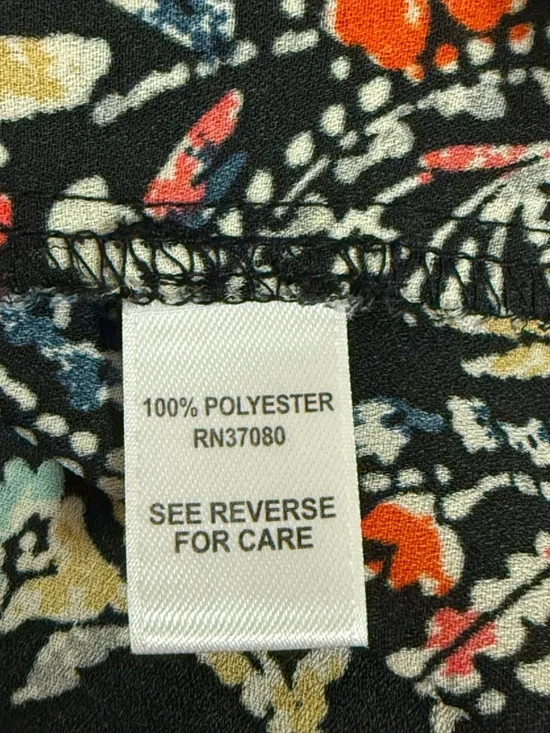 100% POLYESTER
RN37080
SEE REVERSE
FOR CARE